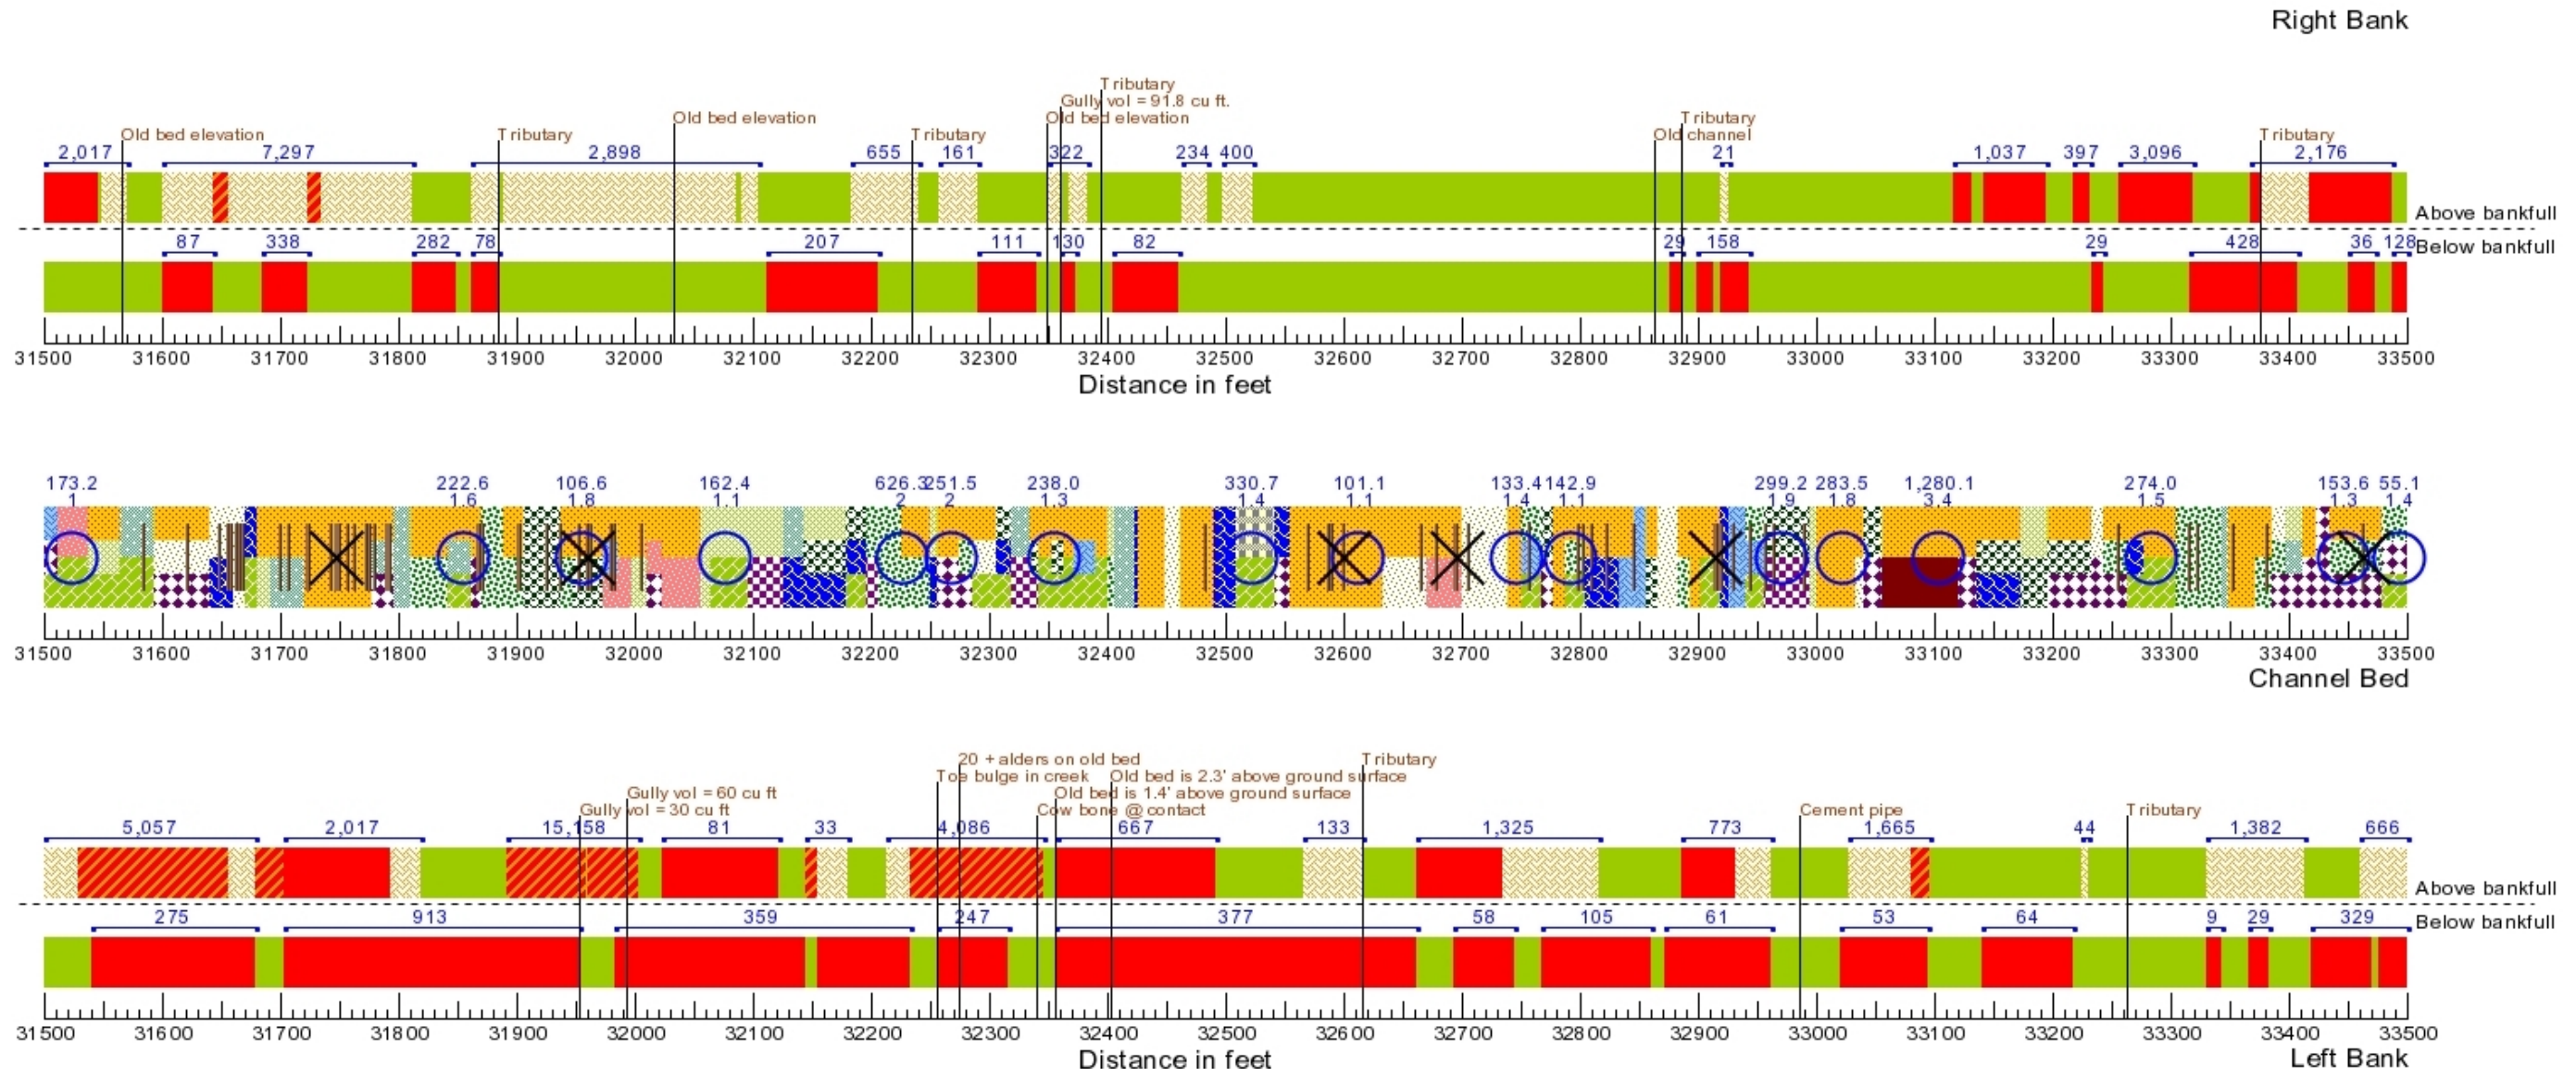 Right Bank
Tributary
Gully vol = 91.8 cu ft.
Old bed elevation Old bed elevation Tributary
Old bed elevation Tributary Tributary Old channel Tributary
2,017 7,297 2,898 655 161 322 234 400 21 1,037 397 3,096 2,176
Above bankfull
87 338 282 78 207 111 130 82 29 158 29 428 36 128 Below bankfull
31500 31600 31700 31800 31900 32000 32100 32200 32300 32400 32500 32600 32700 32800 32900 33000 33100 33200 33300 33400 33500
Distance in feet
173.2 222.6 106.6 162.4 626.3 251.5 238.0 330.7 101.1 133.4 142.9 299.2 283.5 1,280.1 274.0 153.6 55.1
1 1.6 1.8 1.1 2 2 1.3 1.4 1.1 1.4 1.1 1.9 1.8 3.4 1.5 1.3 1.4
31500 31600 31700 31800 31900 32000 32100 32200 32300 32400 32500 32600 32700 32800 32900 33000 33100 33200 33300 33400 33500
Channel Bed
20 + alders on old bed Tributary
Toe bulge in creek Old bed is 2.3' above ground surface
Gully vol = 60 cu ft Old bed is 1.4' above ground surface
Gully vol = 30 cu ft Cow bone @ contact Cement pipe Tributary
5,057 2,017 15,158 81 33 4,086 667 133 1,325 773 1,665 44 1,382 666
Above bankfull
275 913 359 247 377 58 105 61 53 64 9 29 329 Below bankfull
31500 31600 31700 31800 31900 32000 32100 32200 32300 32400 32500 32600 32700 32800 32900 33000 33100 33200 33300 33400 33500
Distance in feet
Left Bank